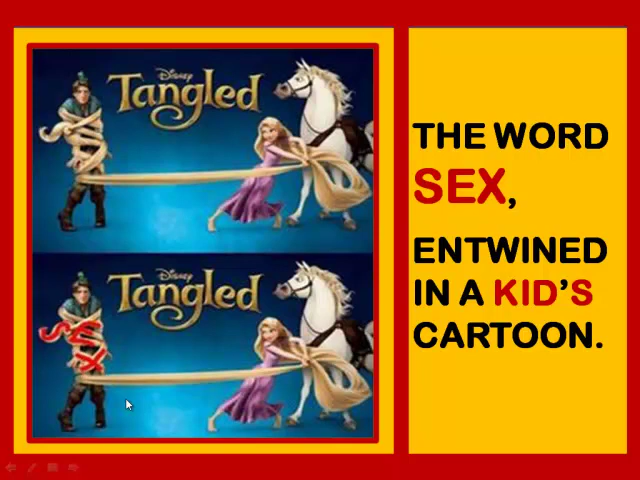 Disney
Tangled
Disney
Tangled
SEX
THE WORD
SEX,
ENTWINED
IN A KID'S
CARTOON.